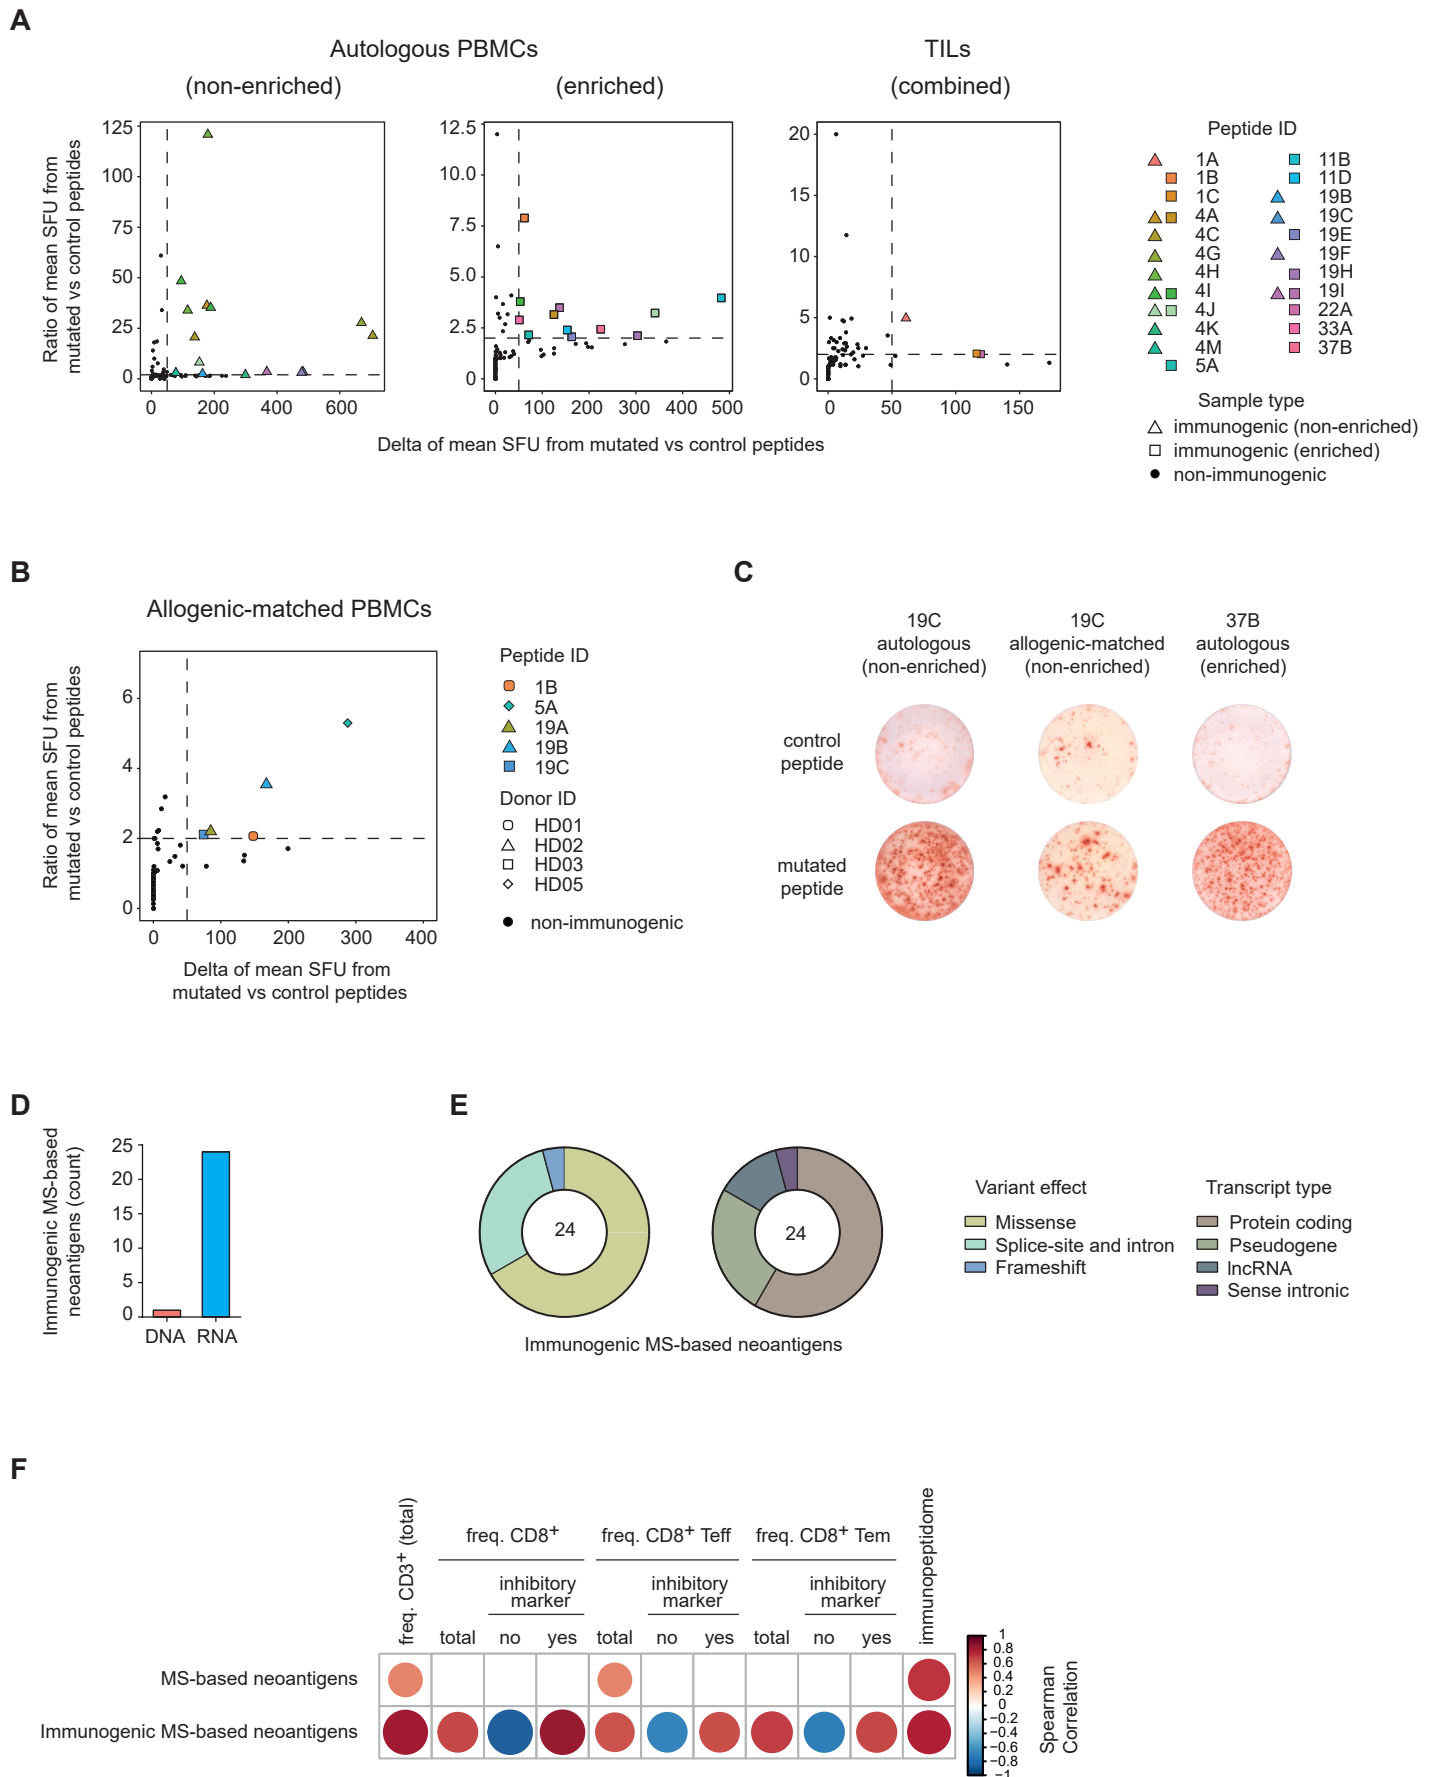 A
Autologous PBMCs
TILs
(non-enriched)
(enriched)
(combined)
Ratio of mean SFU from
mutated vs control peptides
125
100
75
50
25
0
0
200
400
600
12.5
10.0
7.5
5.0
2.5
0
0
100
200
300
400
500
20
15
10
5
0
0
50
100
150
Delta of mean SFU from mutated vs control peptides
Peptide ID
1A
1B
1C
4A
4C
4G
4H
4I
4J
4K
4M
5A
11B
11D
19B
19C
19E
19F
19H
19I
22A
33A
37B
Sample type
immunogenic (non-enriched)
immunogenic (enriched)
non-immunogenic
B
Allogenic-matched PBMCs
Ratio of mean SFU from
mutated vs control peptides
6
4
2
0
0
100
200
300
400
Delta of mean SFU from
mutated vs control peptides
Peptide ID
1B
5A
19A
19B
19C
Donor ID
HD01
HD02
HD03
HD05
non-immunogenic
C
19C
autologous
(non-enriched)
19C
allogenic-matched
(non-enriched)
37B
autologous
(enriched)
control
peptide
mutated
peptide
D
Immunogenic MS-based
neoantigens (count)
25
20
15
10
5
0
DNA
RNA
E
24
24
Immunogenic MS-based neoantigens
Variant effect
Missense
Splice-site and intron
Frameshift
Transcript type
Protein coding
Pseudogene
lncRNA
Sense intronic
F
freq. CD3+ (total)
freq. CD8+
freq. CD8+ Teff
freq. CD8+ Tem
immunopeptidome
inhibitory
marker
inhibitory
marker
inhibitory
marker
total
no
yes
total
no
yes
total
no
yes
MS-based neoantigens
Immunogenic MS-based neoantigens
1
0.8
0.6
0.4
0.2
0
−0.2
−0.4
−0.6
−0.8
−1
Spearman
Correlation